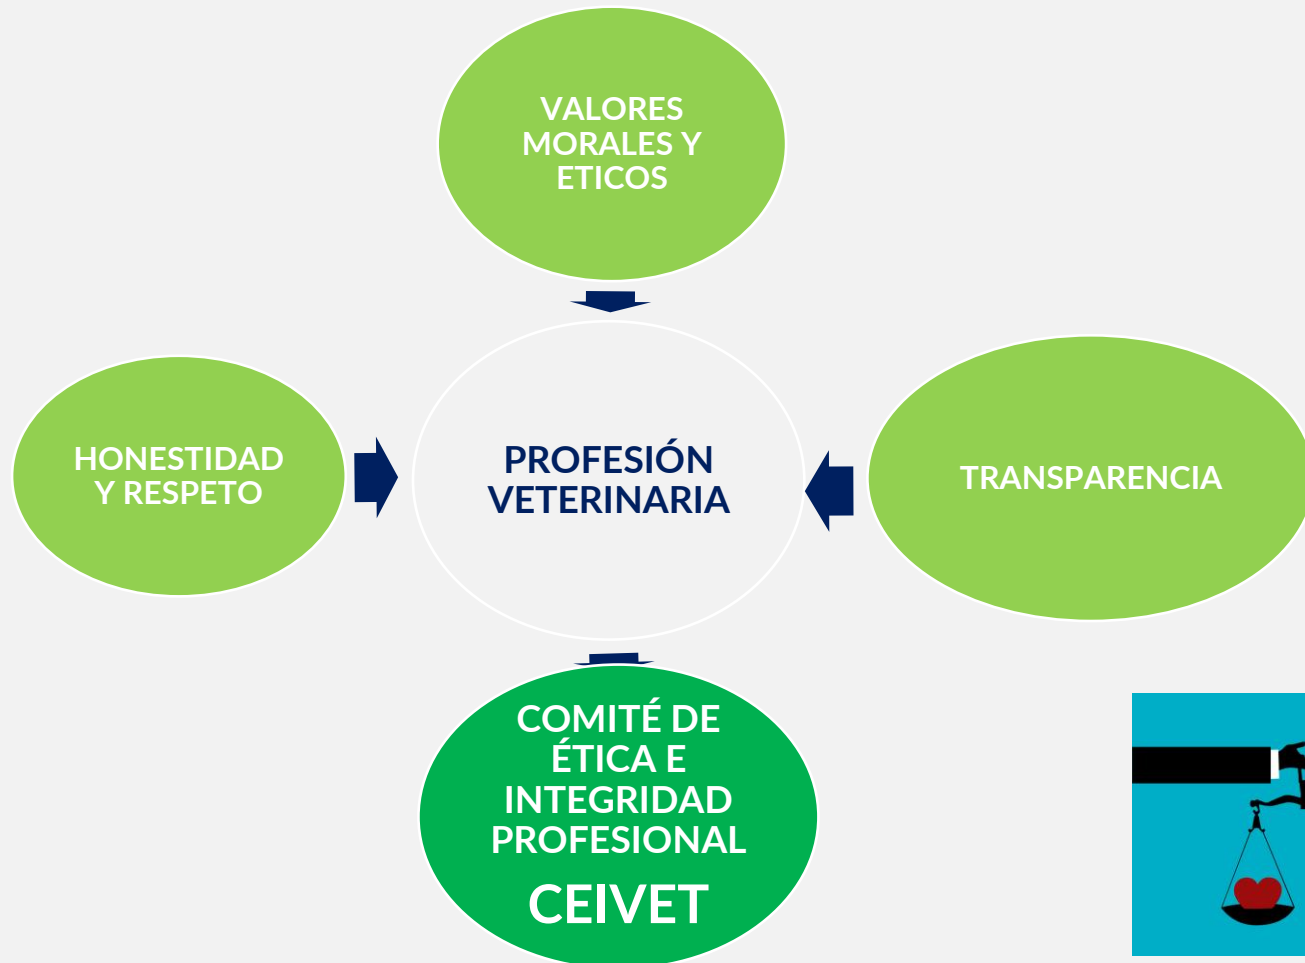 VALORES
MORALES Y
ETICOS
HONESTIDAD
Y RESPETO
PROFESIÓN
VETERINARIA
TRANSPARENCIA
COMITÉ DE
ÉTICA E
INTEGRIDAD
PROFESIONAL
CEIVET